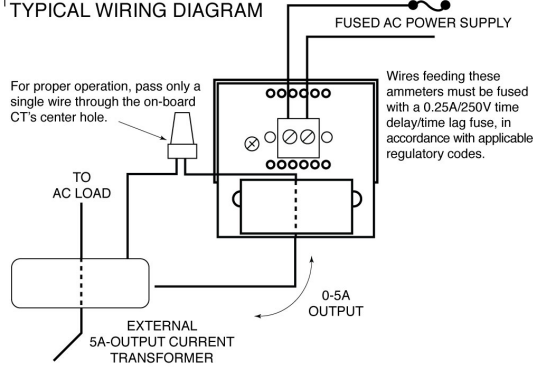 TYPICAL WIRING DIAGRAM
FUSED AC POWER SUPPLY
For proper operation, pass only a
single wire through the on-board
CT's center hole.
Wires feeding these
ammeters must be fused
with a 0.25A/250V time
delay/time lag fuse, in
accordance with applicable
regulatory codes.
TO
AC LOAD
0-5A
OUTPUT
EXTERNAL
5A-OUTPUT CURRENT
TRANSFORMER